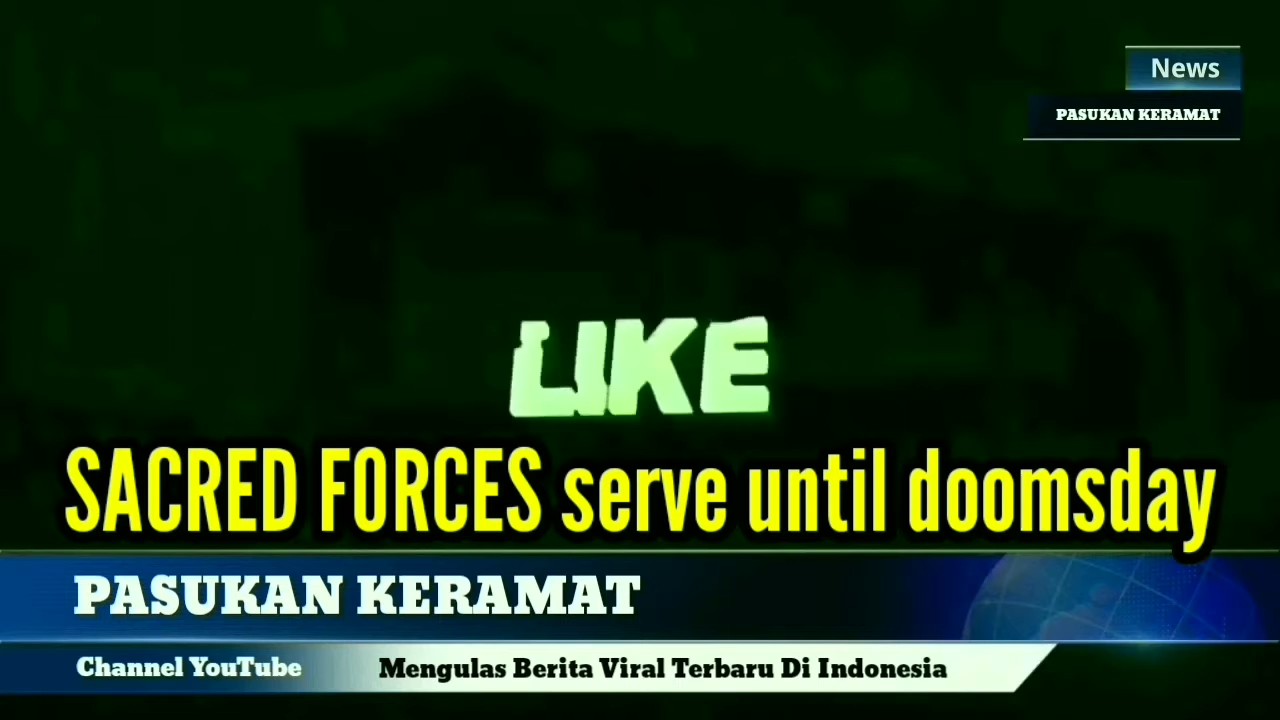 News
PASUKAN KERAMAT
LIKE
SACRED FORCES serve until doomsday
PASUKAN KERAMAT
Channel YouTube
Mengulas Berita Viral Terbaru Di Indonesia